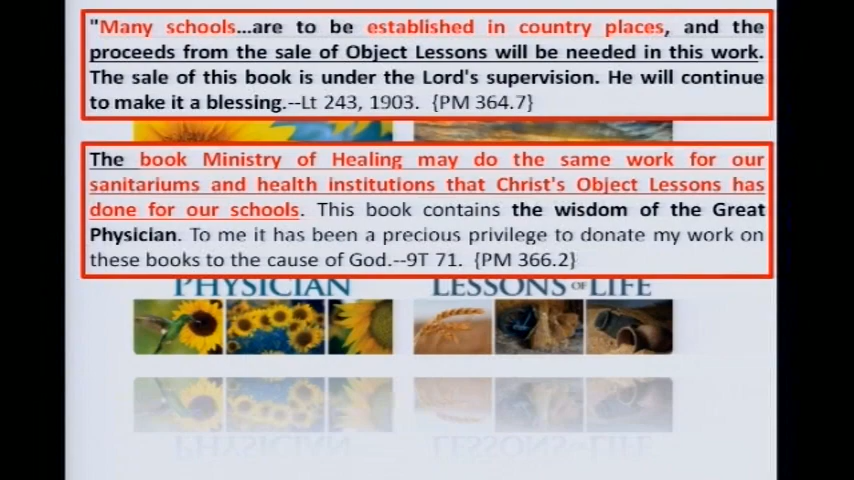 "Many schools...are to be established in country places, and the
proceeds from the sale of Object Lessons will be needed in this work.
The sale of this book is under the Lord's supervision. He will continue
to make it a blessing.--Lt 243, 1903. {PM 364.7}
The book Ministry of Healing may do the same work for our
sanitariums and health institutions that Christ's Object Lessons has
done for our schools. This book contains the wisdom of the Great
Physician. To me it has been a precious privilege to donate my work on
these books to the cause of God.--9T 71. {PM 366.2}
PHYSICIAN
LESSONS OF LIFE
PHYSICIAN
LESSONS OF LIFE